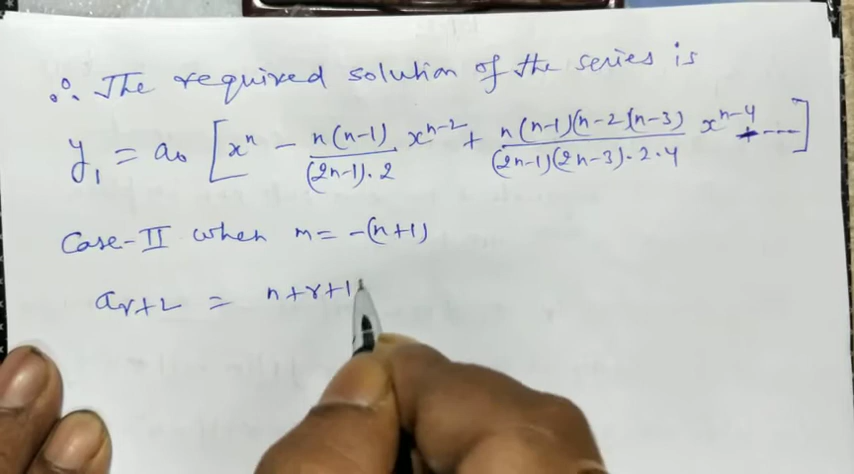 ∴ The required solution of the series is
y₁ = a₀ [xⁿ − n(n-1)/(2n-1)·2 xⁿ⁻² + n(n-1)(n-2)(n-3)/(2n-1)(2n-3)·2·4 xⁿ⁻⁴ + ---]
Case-II when m = -(n+1)
aᵣ₊₂ = n+r+1